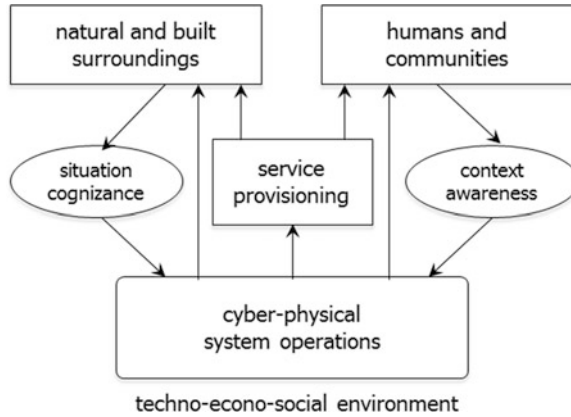 natural and built
surroundings
humans and
communities
situation
cognizance
service
provisioning
context
awareness
cyber-physical
system operations
techno-econo-social environment